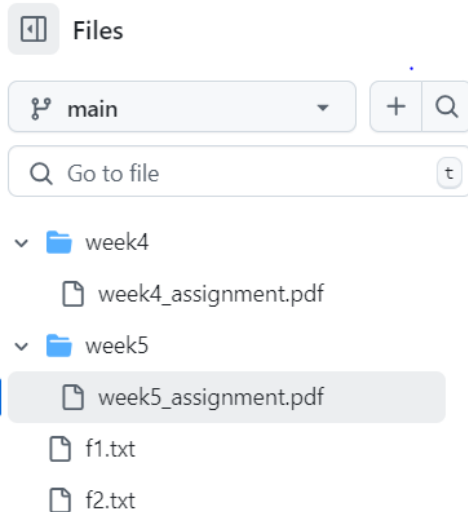 Files
main
Go to file t
week4
week4_assignment.pdf
week5
week5_assignment.pdf
f1.txt
f2.txt